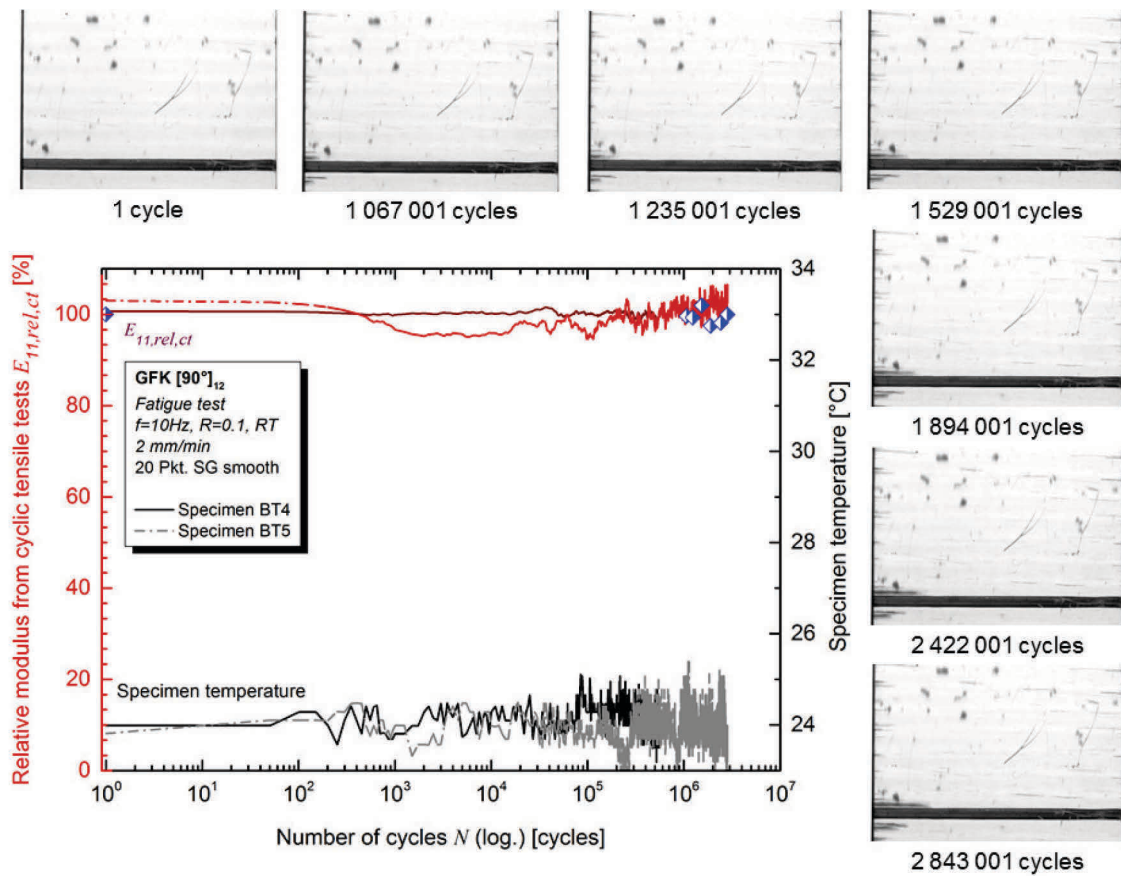 1 cycle
1 067 001 cycles
1 235 001 cycles
1 529 001 cycles
1 894 001 cycles
2 422 001 cycles
2 843 001 cycles
Relative modulus from cyclic tensile tests E11,rel,ct [%]
100
80
60
40
20
0
E11,rel,ct
GFK [90°]12
Fatigue test
f=10Hz, R=0.1, RT
2 mm/min
20 Pkt. SG smooth
Specimen BT4
Specimen BT5
Specimen temperature
34
32
30
28
26
24
Specimen temperature [°C]
10^0 10^1 10^2 10^3 10^4 10^5 10^6 10^7
Number of cycles N (log.) [cycles]